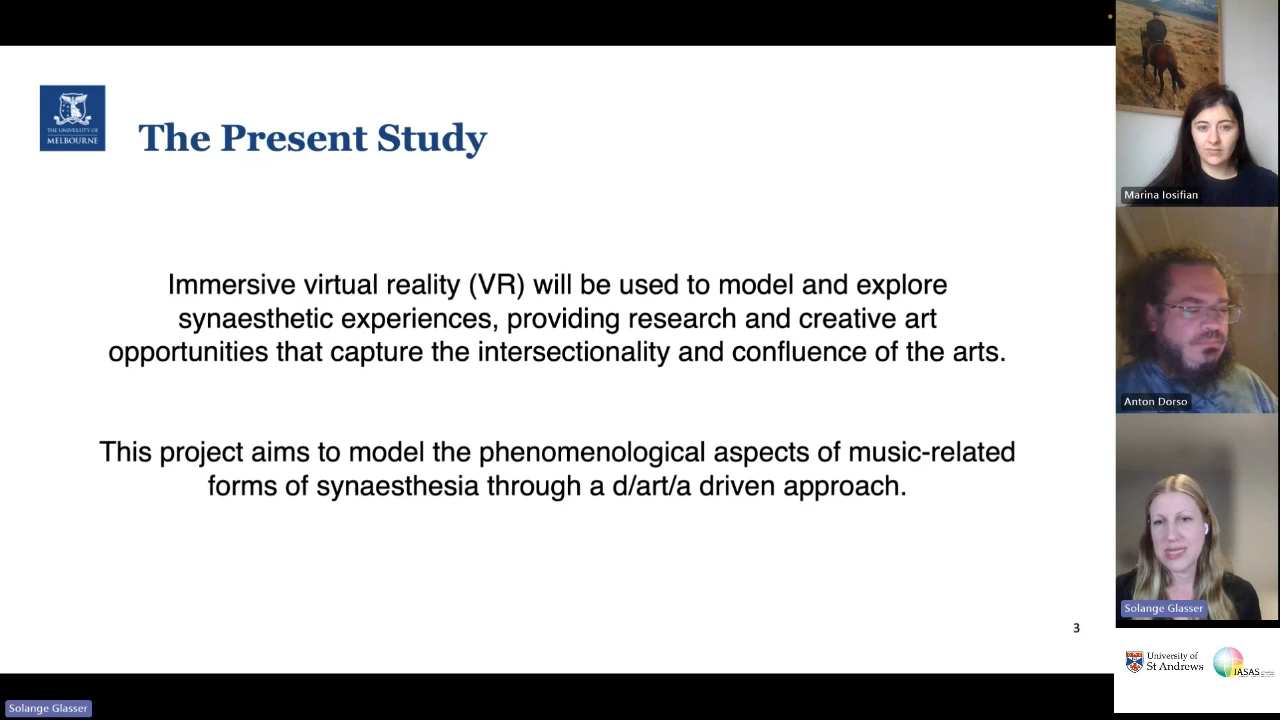 THE UNIVERSITY OF
MELBOURNE
The Present Study
Immersive virtual reality (VR) will be used to model and explore
synaesthetic experiences, providing research and creative art
opportunities that capture the intersectionality and confluence of the arts.
This project aims to model the phenomenological aspects of music-related
forms of synaesthesia through a d/art/a driven approach.
3
Solange Glasser
Marina Iosifian
Anton Dorso
Solange Glasser
University of
St Andrews
IASAS